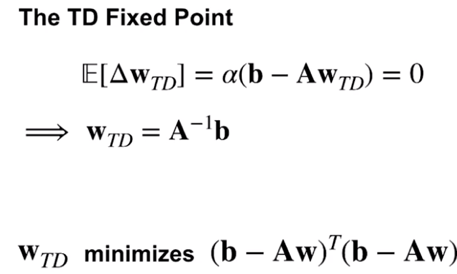 The TD Fixed Point
𝔼[Δw_TD] = α(b − Aw_TD) = 0
⟹ w_TD = A⁻¹b
w_TD minimizes (b − Aw)ᵀ(b − Aw)